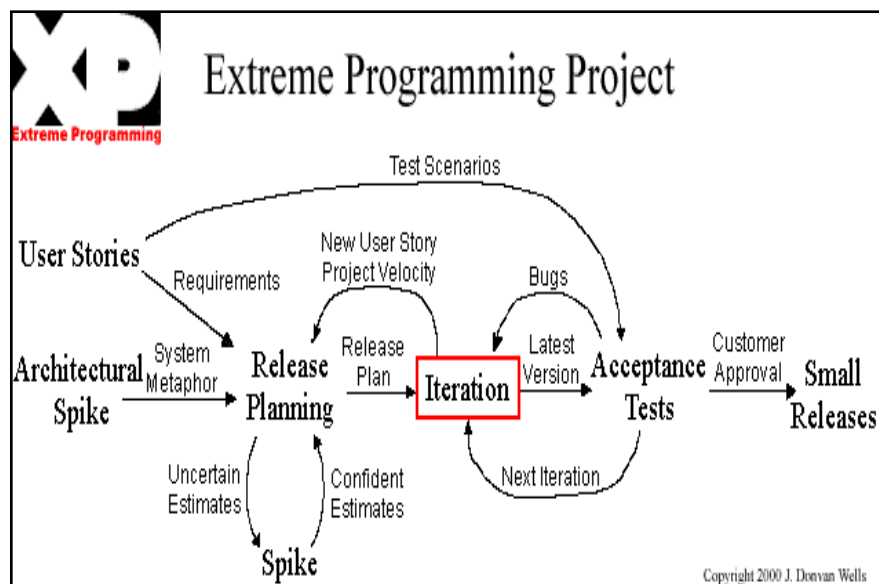 XP
Extreme Programming
Extreme Programming Project
Test Scenarios
User Stories
New User Story
Project Velocity
Bugs
Requirements
Architectural
Spike
System
Metaphor
Release
Planning
Release
Plan
Iteration
Latest
Version
Acceptance
Tests
Customer
Approval
Small
Releases
Uncertain
Estimates
Confident
Estimates
Next Iteration
Spike
Copyright 2000 J. Donvan Wells